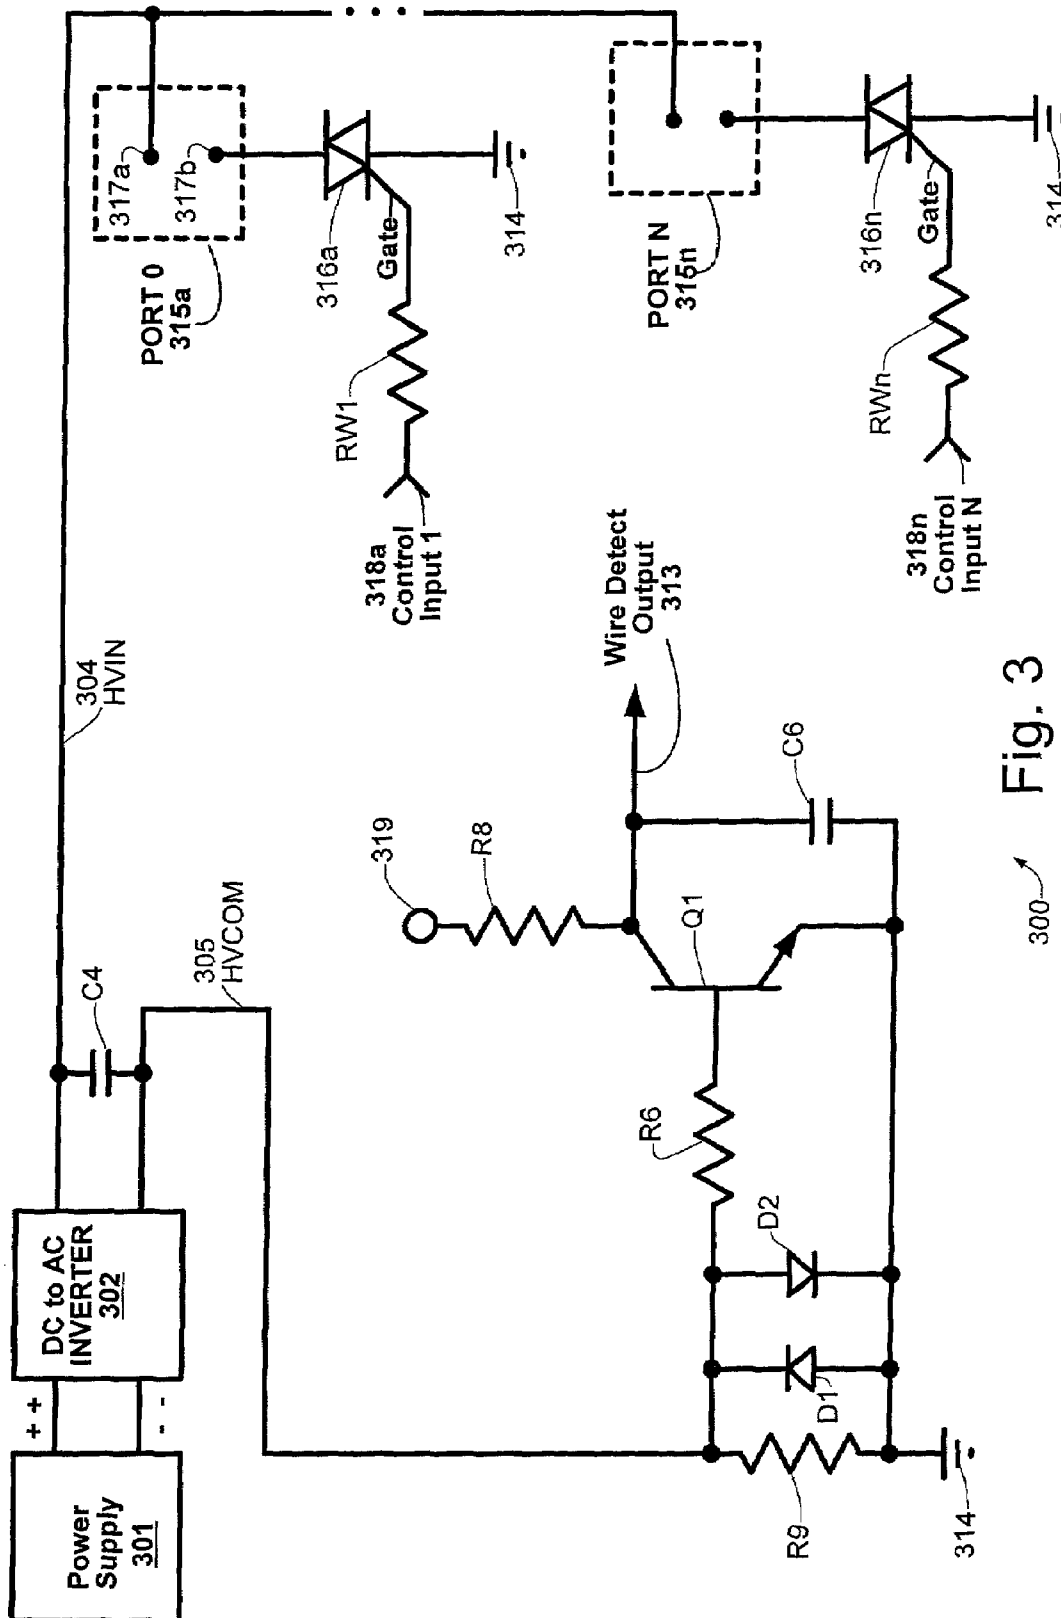 Power
Supply
301
+ +
- -
DC to AC
INVERTER
302
C4
305
HVCOM
304
HVIN
317a
317b
PORT 0
315a
316a
Gate
314
RW1
318a
Control
Input 1
PORT N
315n
316n
Gate
314
RWn
318n
Control
Input N
Wire Detect
Output
313
319
R8
C6
Q1
R6
D2
D1
R9
314
300
Fig. 3